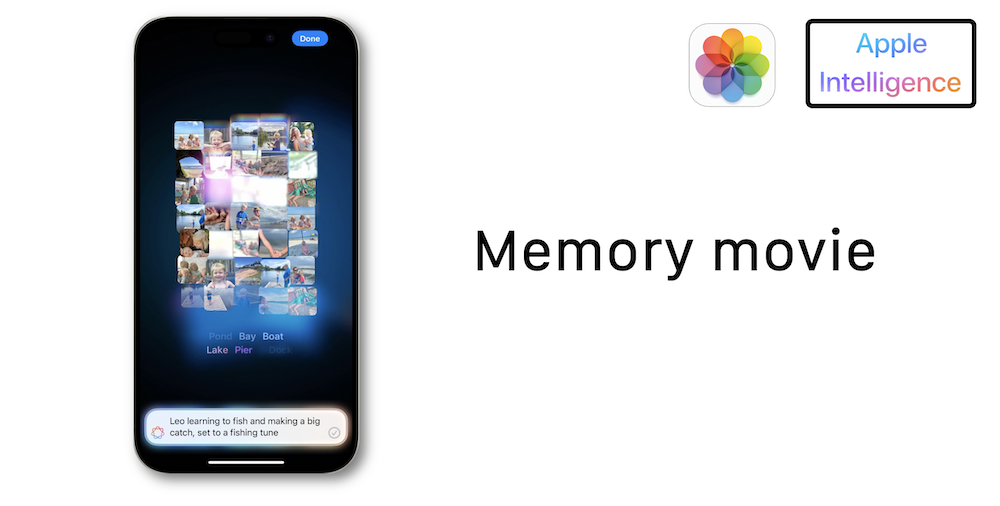 Done
Apple
Intelligence
Memory movie
Pond Bay Boat
Lake Pier Dock
Leo learning to fish and making a big
catch, set to a fishing tune